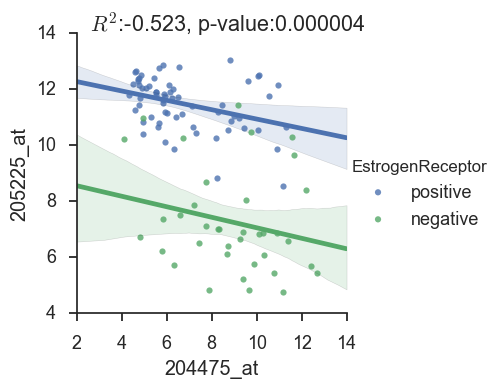 R²:-0.523, p-value:0.000004
14
12
10
8
6
4
205225_at
2 4 6 8 10 12 14
204475_at
EstrogenReceptor
positive
negative